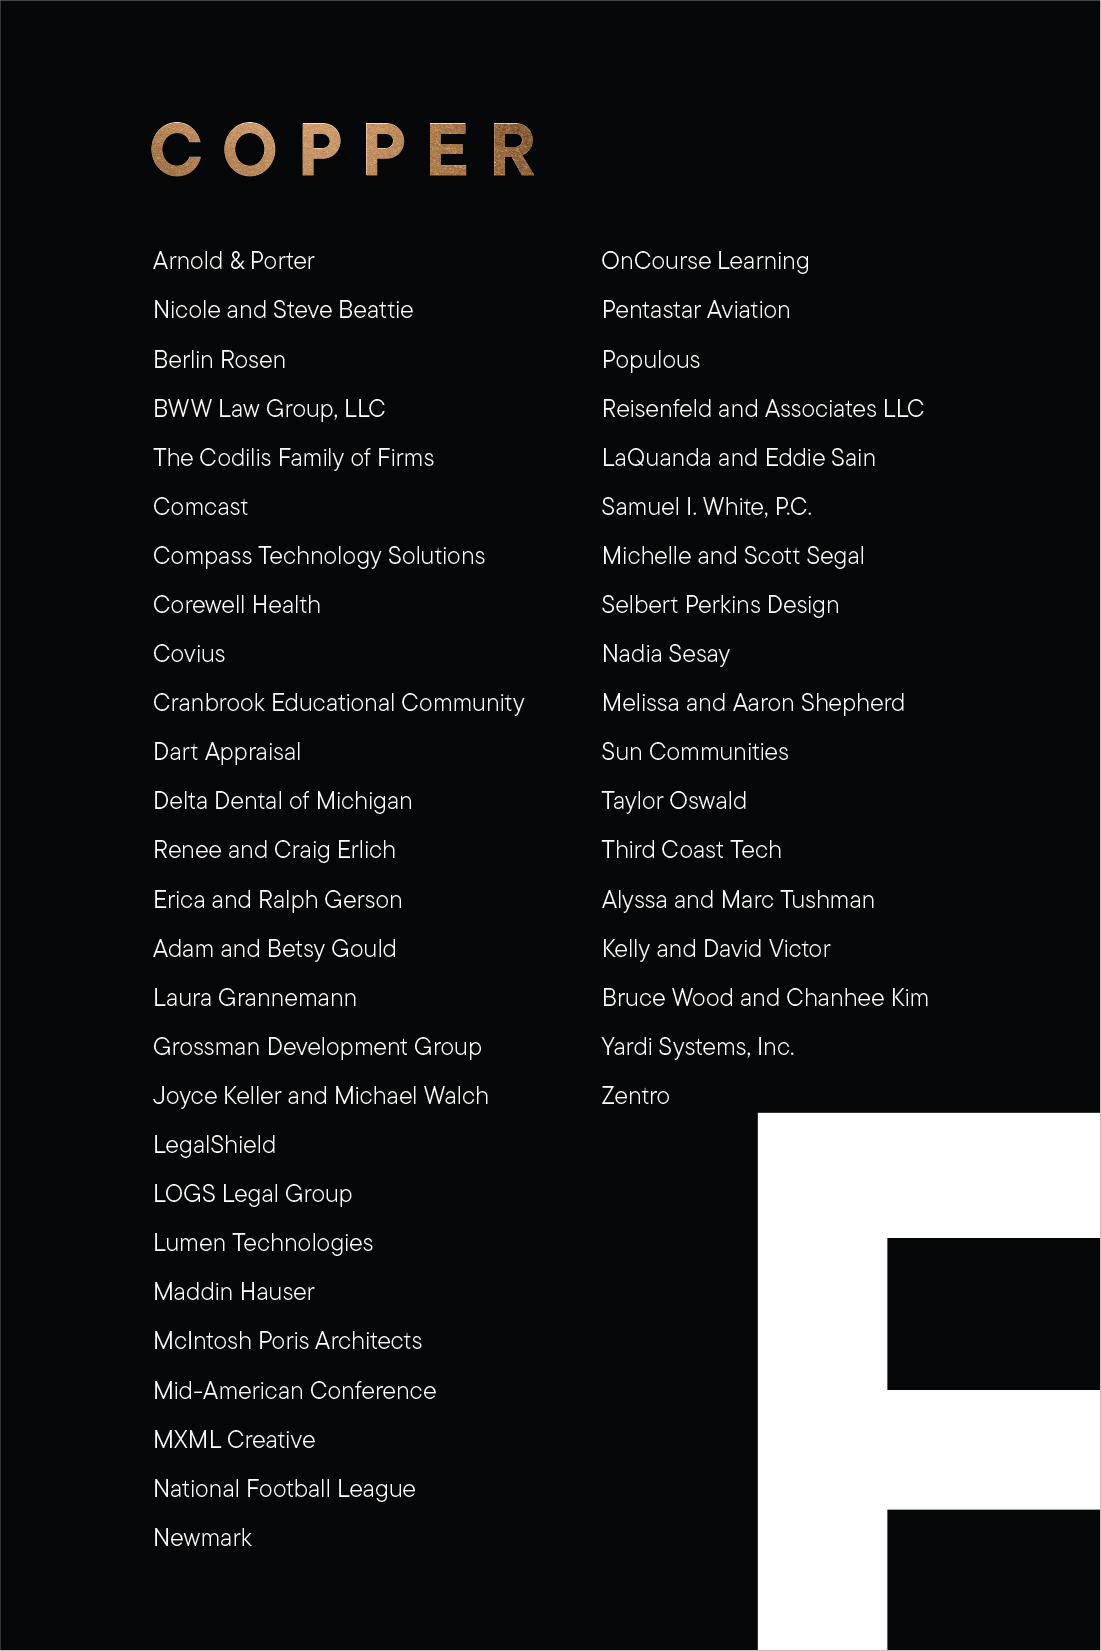 COPPER
Arnold & Porter
Nicole and Steve Beattie
Berlin Rosen
BWW Law Group, LLC
The Codilis Family of Firms
Comcast
Compass Technology Solutions
Corewell Health
Covius
Cranbrook Educational Community
Dart Appraisal
Delta Dental of Michigan
Renee and Craig Erlich
Erica and Ralph Gerson
Adam and Betsy Gould
Laura Grannemann
Grossman Development Group
Joyce Keller and Michael Walch
LegalShield
LOGS Legal Group
Lumen Technologies
Maddin Hauser
McIntosh Poris Architects
Mid-American Conference
MXML Creative
National Football League
Newmark
OnCourse Learning
Pentastar Aviation
Populous
Reisenfeld and Associates LLC
LaQuanda and Eddie Sain
Samuel I. White, P.C.
Michelle and Scott Segal
Selbert Perkins Design
Nadia Sesay
Melissa and Aaron Shepherd
Sun Communities
Taylor Oswald
Third Coast Tech
Alyssa and Marc Tushman
Kelly and David Victor
Bruce Wood and Chanhee Kim
Yardi Systems, Inc.
Zentro